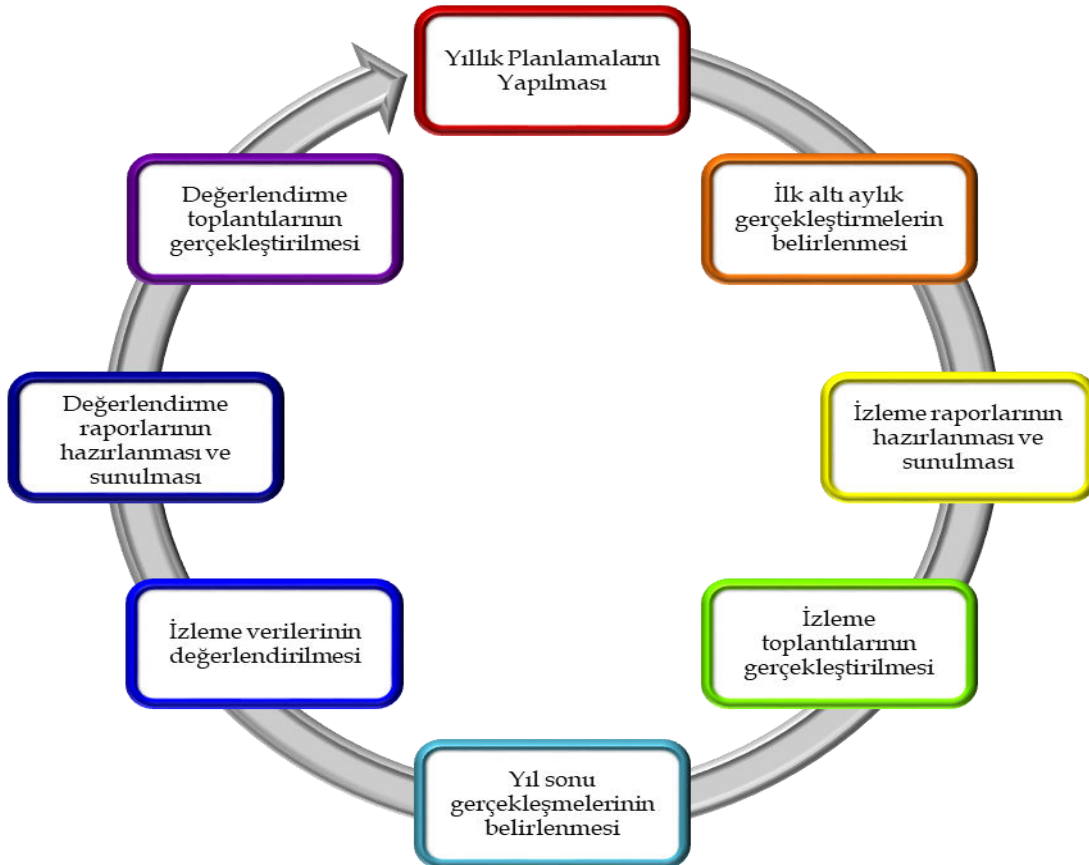 Yıllık Planlamaların
Yapılması
İlk altı aylık
gerçekleştirmelerin
belirlenmesi
İzleme raporlarının
hazırlanması ve
sunulması
İzleme
toplantılarının
gerçekleştirilmesi
Yıl sonu
gerçekleşmelerinin
belirlenmesi
İzleme verilerinin
değerlendirilmesi
Değerlendirme
raporlarının
hazırlanması ve
sunulması
Değerlendirme
toplantılarının
gerçekleştirilmesi